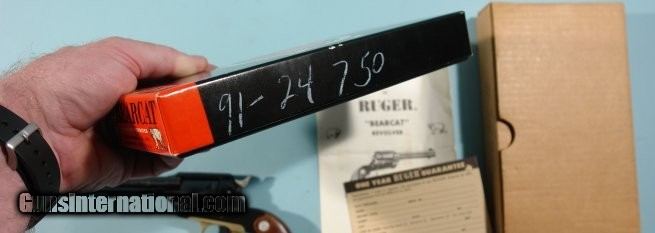 BEARCAT
91-24 750
RUGER
"BEARCAT"
REVOLVER
ONE YEAR RUGER GUARANTEE
Gunsinternational.com